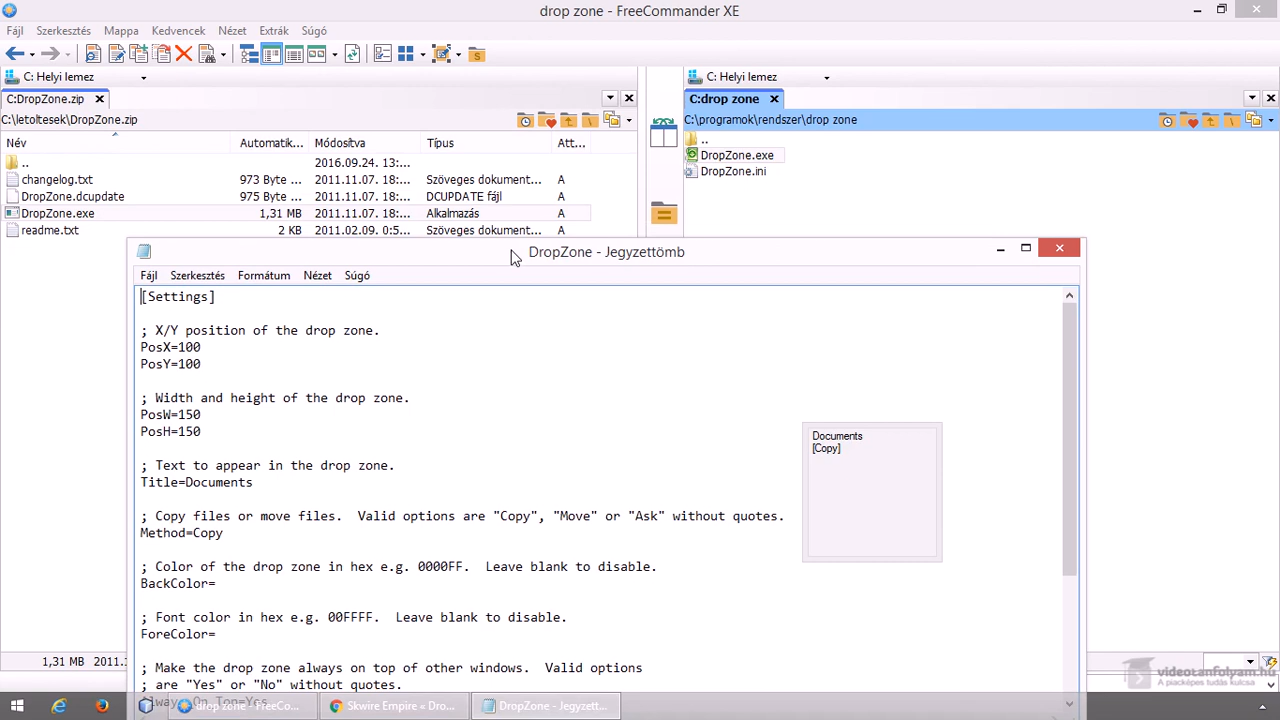 drop zone - FreeCommander XE
Fájl Szerkesztés Mappa Kedvencek Nézet Extrák Súgó
C: Helyi lemez
C: Helyi lemez
C:DropZone.zip
C:drop zone
C:\letoltesek\DropZone.zip
C:\programok\rendszer\drop zone
Név Automatik... Módosítva Típus Att...
.. 2016.09.24. 13:...
changelog.txt 973 Byte ... 2011.11.07. 18:... Szöveges dokument... A
DropZone.dcupdate 975 Byte ... 2011.11.07. 18:... DCUPDATE fájl A
DropZone.exe 1,31 MB 2011.11.07. 18:... Alkalmazás A
readme.txt 2 KB 2011.02.09. 0:5... Szöveges dokument... A
..
DropZone.exe
DropZone.ini
DropZone - Jegyzettömb
Fájl Szerkesztés Formátum Nézet Súgó
[Settings]
; X/Y position of the drop zone.
PosX=100
PosY=100
; Width and height of the drop zone.
PosW=150
PosH=150
; Text to appear in the drop zone.
Title=Documents
; Copy files or move files.  Valid options are "Copy", "Move" or "Ask" without quotes.
Method=Copy
; Color of the drop zone in hex e.g. 0000FF.  Leave blank to disable.
BackColor=
; Font color in hex e.g. 00FFFF.  Leave blank to disable.
ForeColor=
; Make the drop zone always on top of other windows.  Valid options
; are "Yes" or "No" without quotes.
Documents
[Copy]
1,31 MB 2011.1
videotanfolyam.hu
A piacképes tudás kulcsa
drop zone - FreeCo...
Skwire Empire « Dro...
DropZone - Jegyzett...